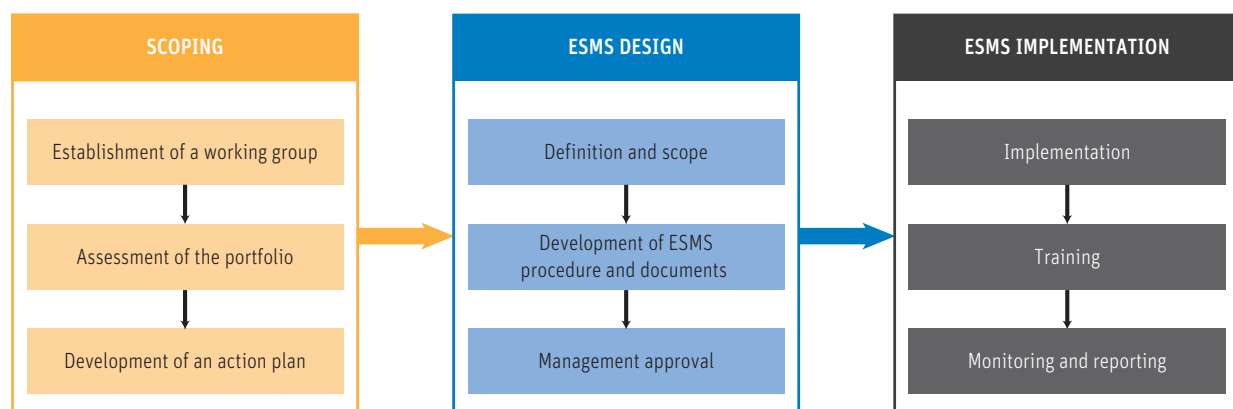 SCOPING
Establishment of a working group
Assessment of the portfolio
Development of an action plan
ESMS DESIGN
Definition and scope
Development of ESMS
procedure and documents
Management approval
ESMS IMPLEMENTATION
Implementation
Training
Monitoring and reporting